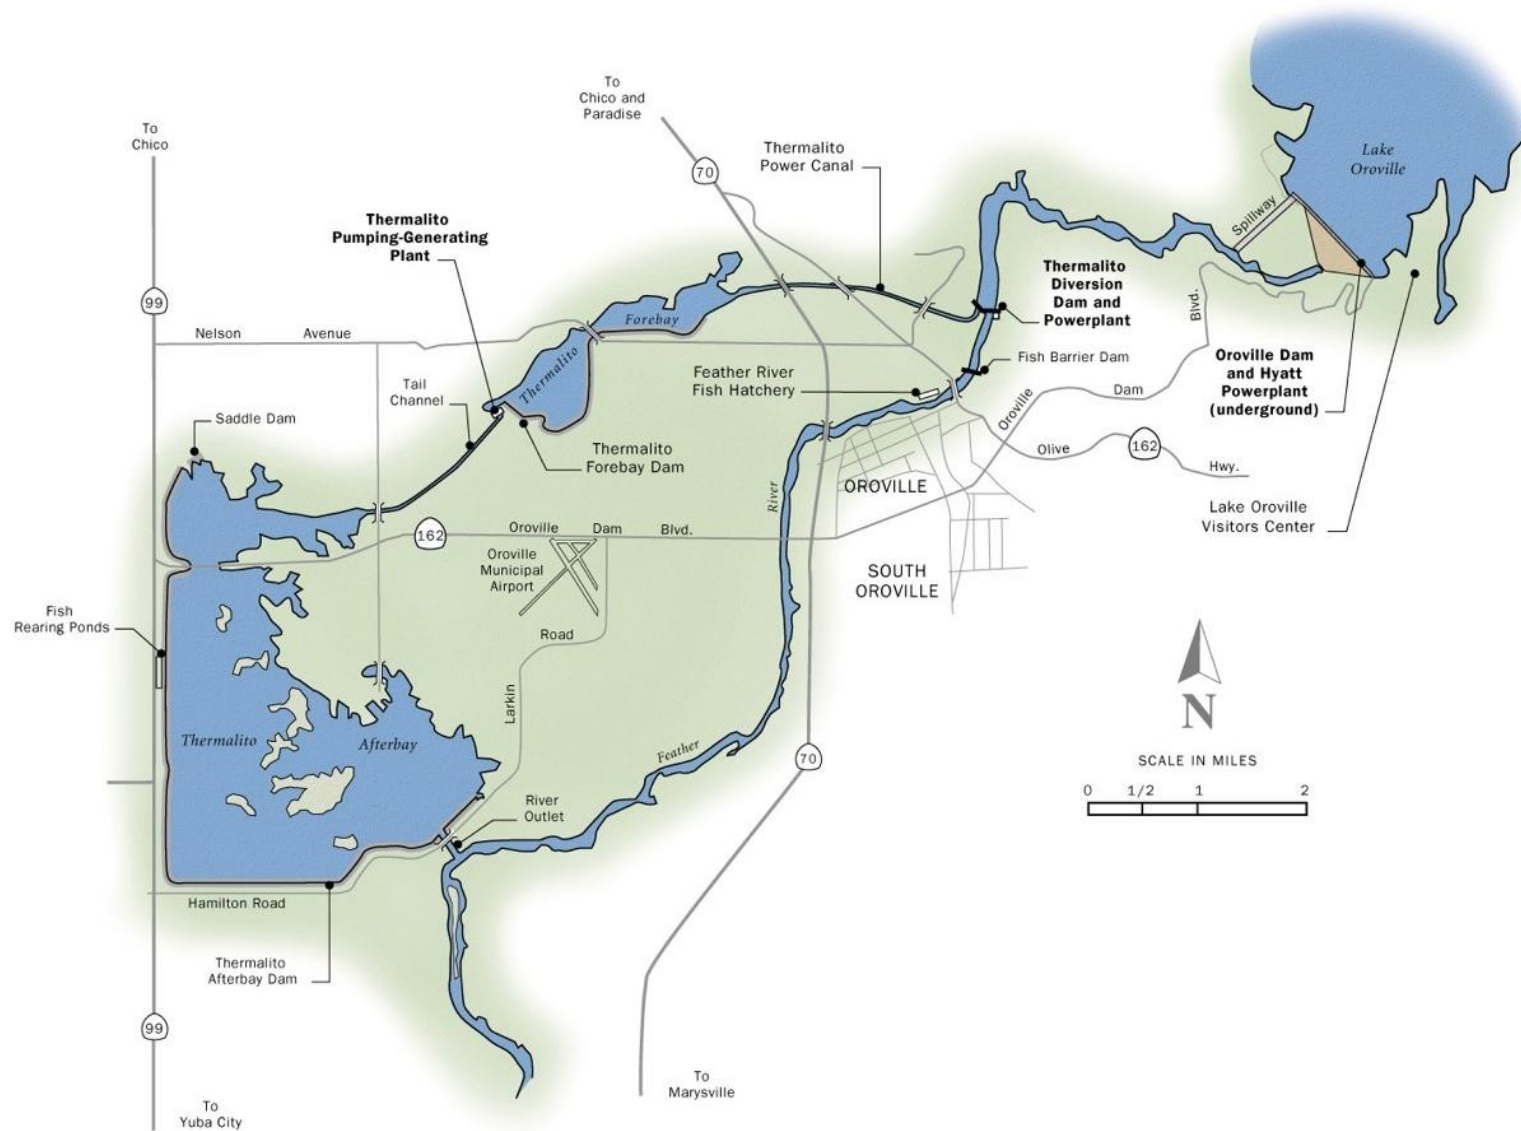 To
Chico and
Paradise
To
Chico
70
Thermalito
Power Canal
Lake
Oroville
Spillway
Thermalito
Pumping-Generating
Plant
99
Thermalito
Diversion
Dam and
Powerplant
Blvd.
Nelson Avenue
Forebay
Thermalito
Fish Barrier Dam
Oroville Dam
and Hyatt
Powerplant
(underground)
Feather River
Fish Hatchery
Tail
Channel
Saddle Dam
Oroville
Dam
Thermalito
Forebay Dam
Olive
162
Hwy.
River
OROVILLE
Lake Oroville
Visitors Center
162
Oroville Dam Blvd.
Oroville
Municipal
Airport
SOUTH
OROVILLE
Fish
Rearing Ponds
Road
Larkin
N
Thermalito
Afterbay
Feather
70
SCALE IN MILES
0 1/2 1 2
River
Outlet
Hamilton Road
Thermalito
Afterbay Dam
99
To
Marysville
To
Yuba City